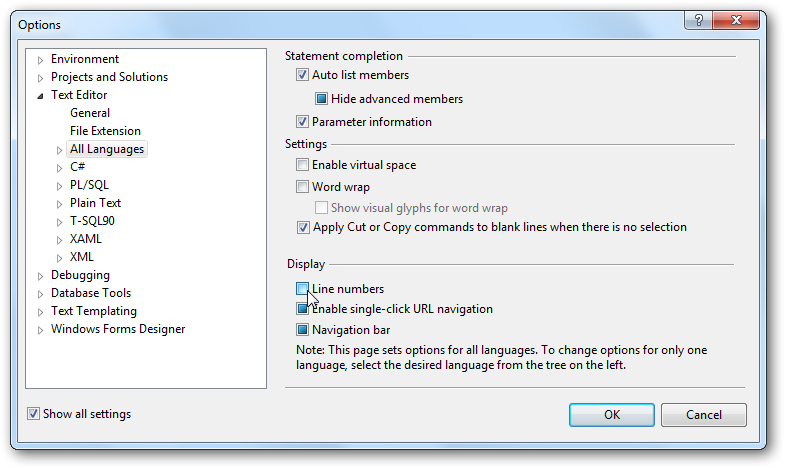 Options
Environment
Projects and Solutions
Text Editor
General
File Extension
All Languages
C#
PL/SQL
Plain Text
T-SQL90
XAML
XML
Debugging
Database Tools
Text Templating
Windows Forms Designer
Show all settings
Statement completion
Auto list members
Hide advanced members
Parameter information
Settings
Enable virtual space
Word wrap
Show visual glyphs for word wrap
Apply Cut or Copy commands to blank lines when there is no selection
Display
Line numbers
Enable single-click URL navigation
Navigation bar
Note: This page sets options for all languages. To change options for only one
language, select the desired language from the tree on the left.
OK
Cancel